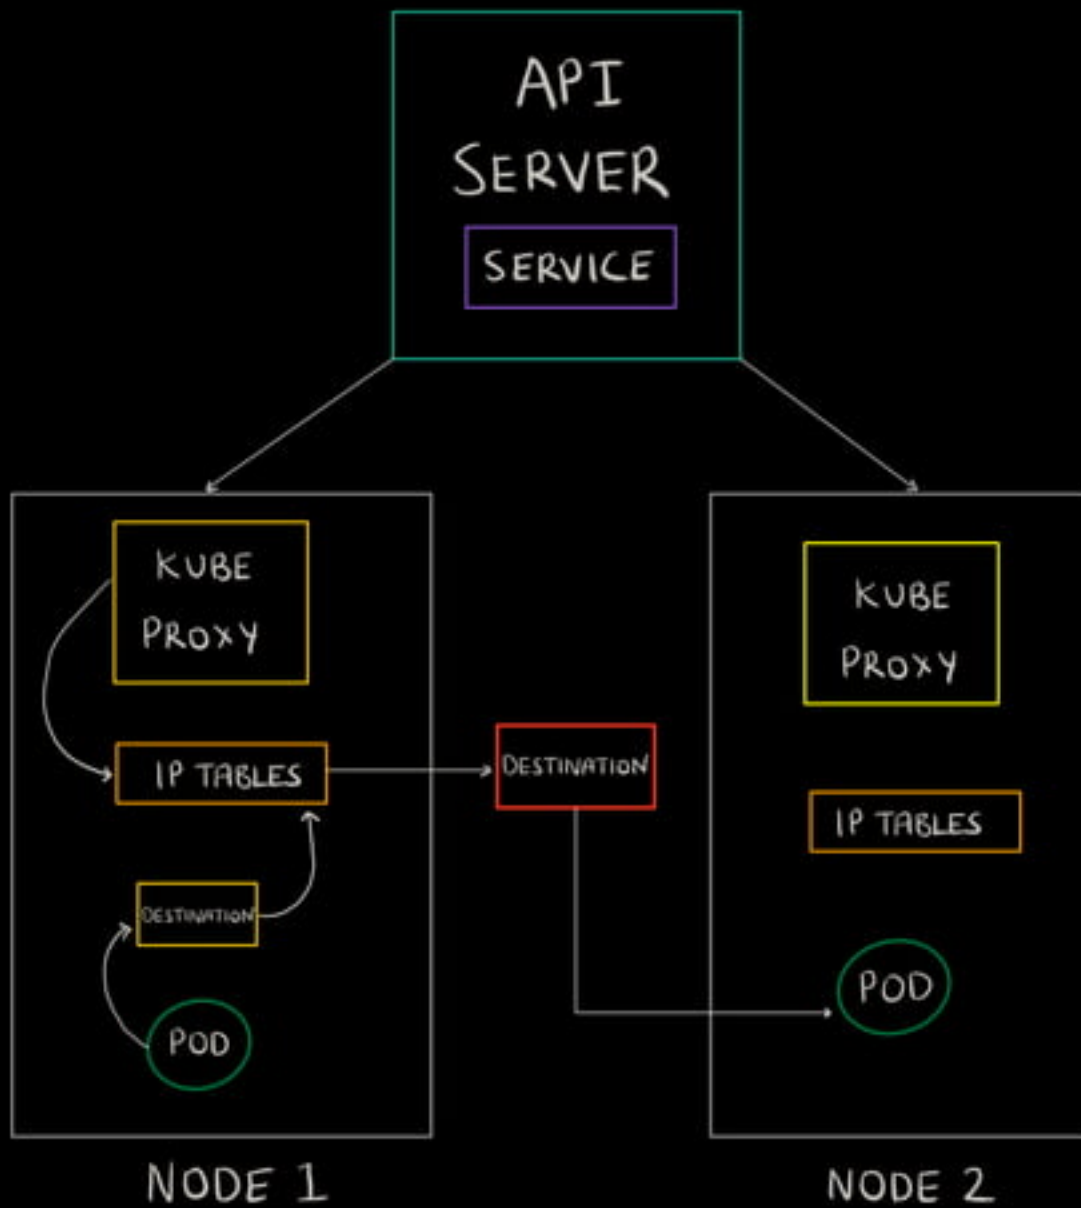 API
SERVER
SERVICE
KUBE
PROXY
IP TABLES
DESTINATION
POD
NODE 1
DESTINATION
KUBE
PROXY
IP TABLES
POD
NODE 2